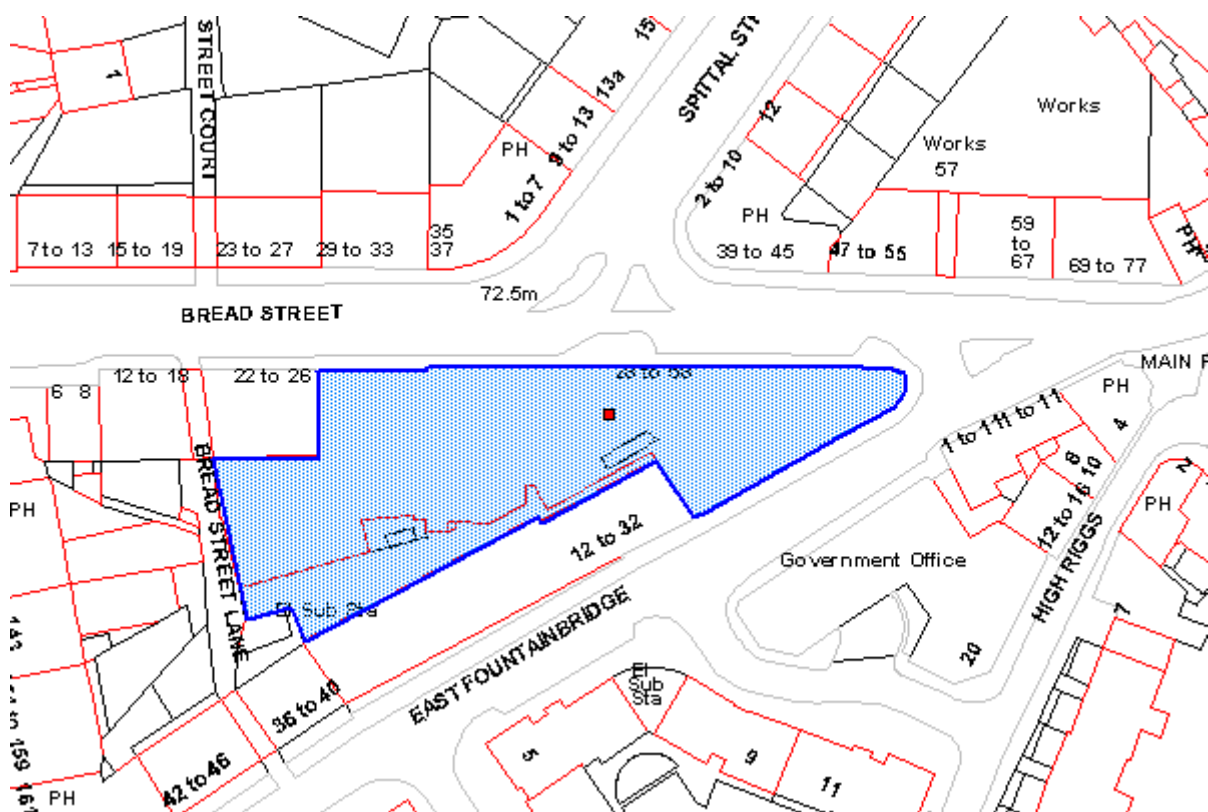 STREET COURT
15
SPITTAL STR
1
13a
12
Works
9 to 13
PH
Works
57
1 to 7
2 to 10
PH
35
37
59
to
67
PH
7 to 13
15 to 19
23 to 27
29 to 33
39 to 45
47 to 55
69 to 77
72.5m
BREAD STREET
MAIN P
6 8
12 to 18
22 to 26
PH
4
1 to 11
1 to 11
8
10
2
PH
PH
BREAD STREET LANE
12 to 16
12 to 32
Government Office
HIGH RIGGS
El Sub Sta
7
143
EAST FOUNTAINBRIDGE
20
El
Sub
Sta
36 to 40
159
5
9
42 to 46
11
161
PH